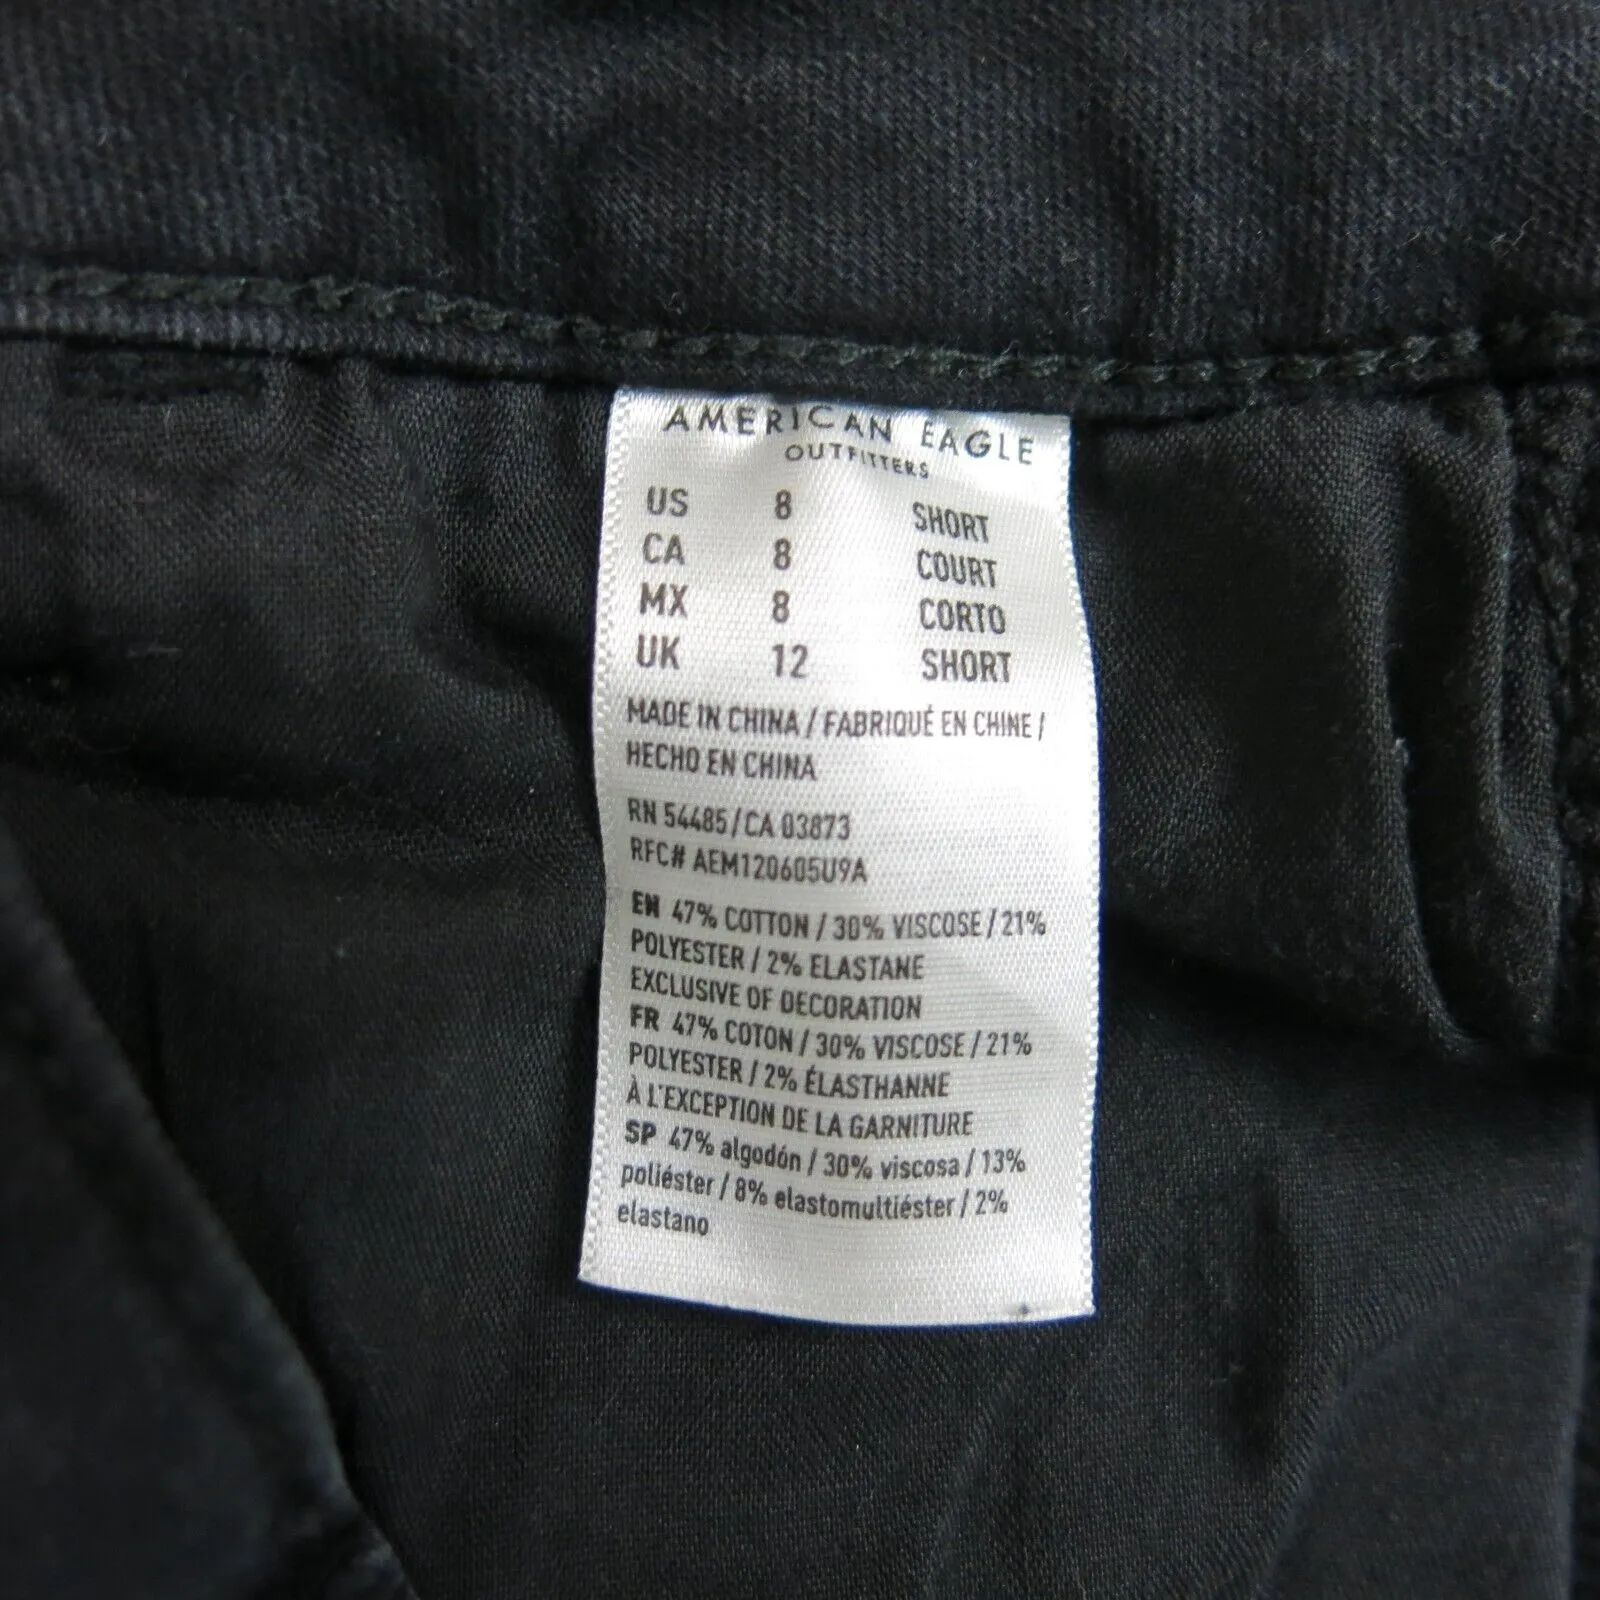 AMERICAN EAGLE
OUTFITTERS
US 8 SHORT
CA 8 COURT
MX 8 CORTO
UK 12 SHORT
MADE IN CHINA / FABRIQUÉ EN CHINE /
HECHO EN CHINA
RN 54485 / CA 03873
RFC# AEM120605U9A
EN 47% COTTON / 30% VISCOSE / 21%
POLYESTER / 2% ELASTANE
EXCLUSIVE OF DECORATION
FR 47% COTON / 30% VISCOSE / 21%
POLYESTER / 2% ÉLASTHANNE
À L'EXCEPTION DE LA GARNITURE
SP 47% algodón / 30% viscosa / 13%
poliéster / 8% elastomultiéster / 2%
elastano